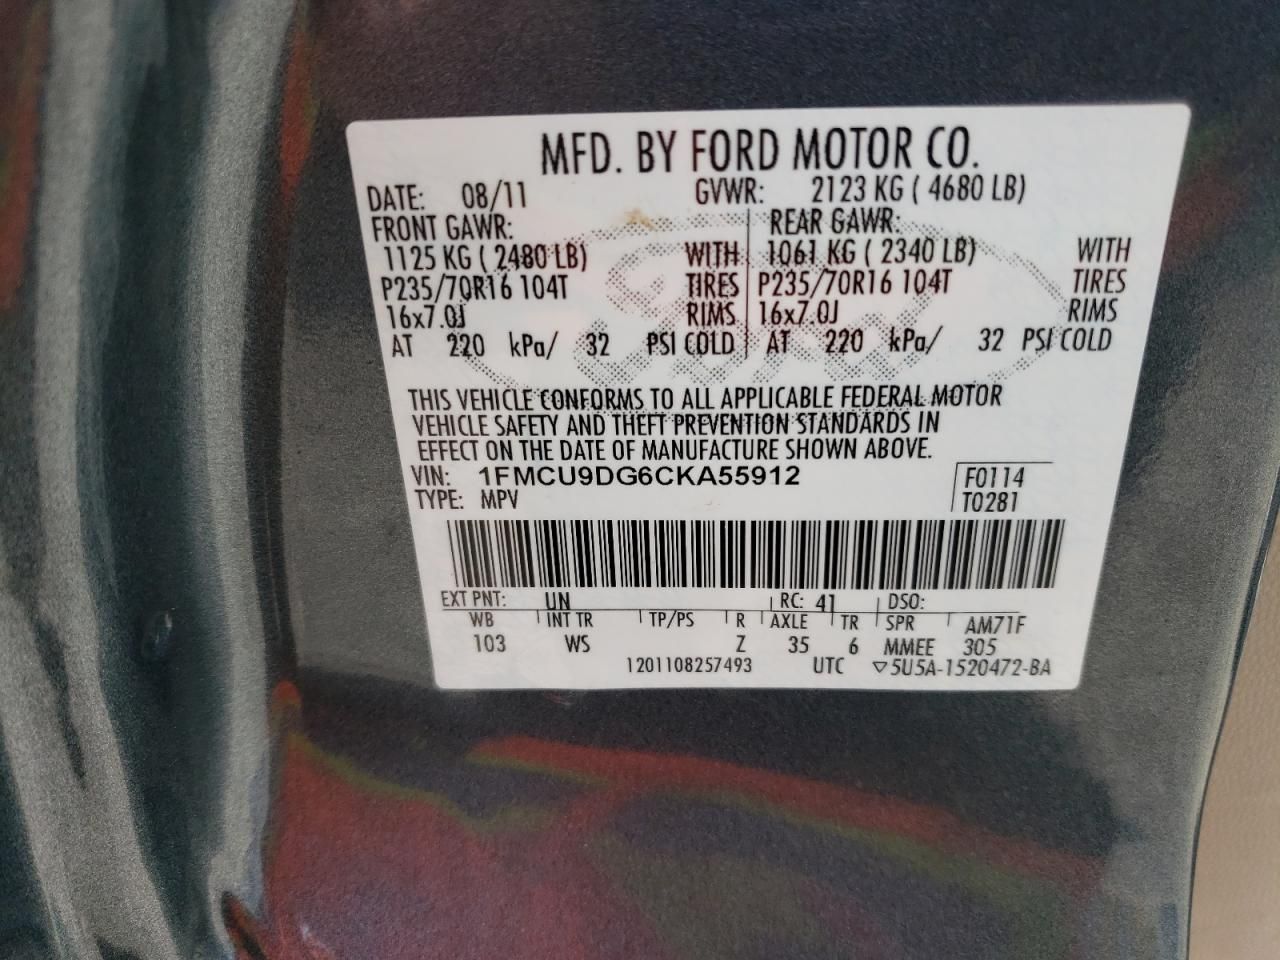 MFD. BY FORD MOTOR CO.
DATE: 08/11 GVWR: 2123 KG ( 4680 LB)
FRONT GAWR: REAR GAWR:
1125 KG ( 2480 LB) WITH 1061 KG ( 2340 LB) WITH
P235/70R16 104T TIRES P235/70R16 104T TIRES
16x7.0J RIMS 16x7.0J RIMS
AT 220 kPa/ 32 PSI COLD AT 220 kPa/ 32 PSI COLD
THIS VEHICLE CONFORMS TO ALL APPLICABLE FEDERAL MOTOR
VEHICLE SAFETY AND THEFT PREVENTION STANDARDS IN
EFFECT ON THE DATE OF MANUFACTURE SHOWN ABOVE.
VIN: 1FMCU9DG6CKA55912 F0114
TYPE: MPV T0281
EXT PNT: UN RC: 41 DSO:
WB INT TR TP/PS R AXLE TR SPR AM71F
103 WS Z 35 6 MMEE 305
1201108257493 UTC ▽5U5A-1520472-BA